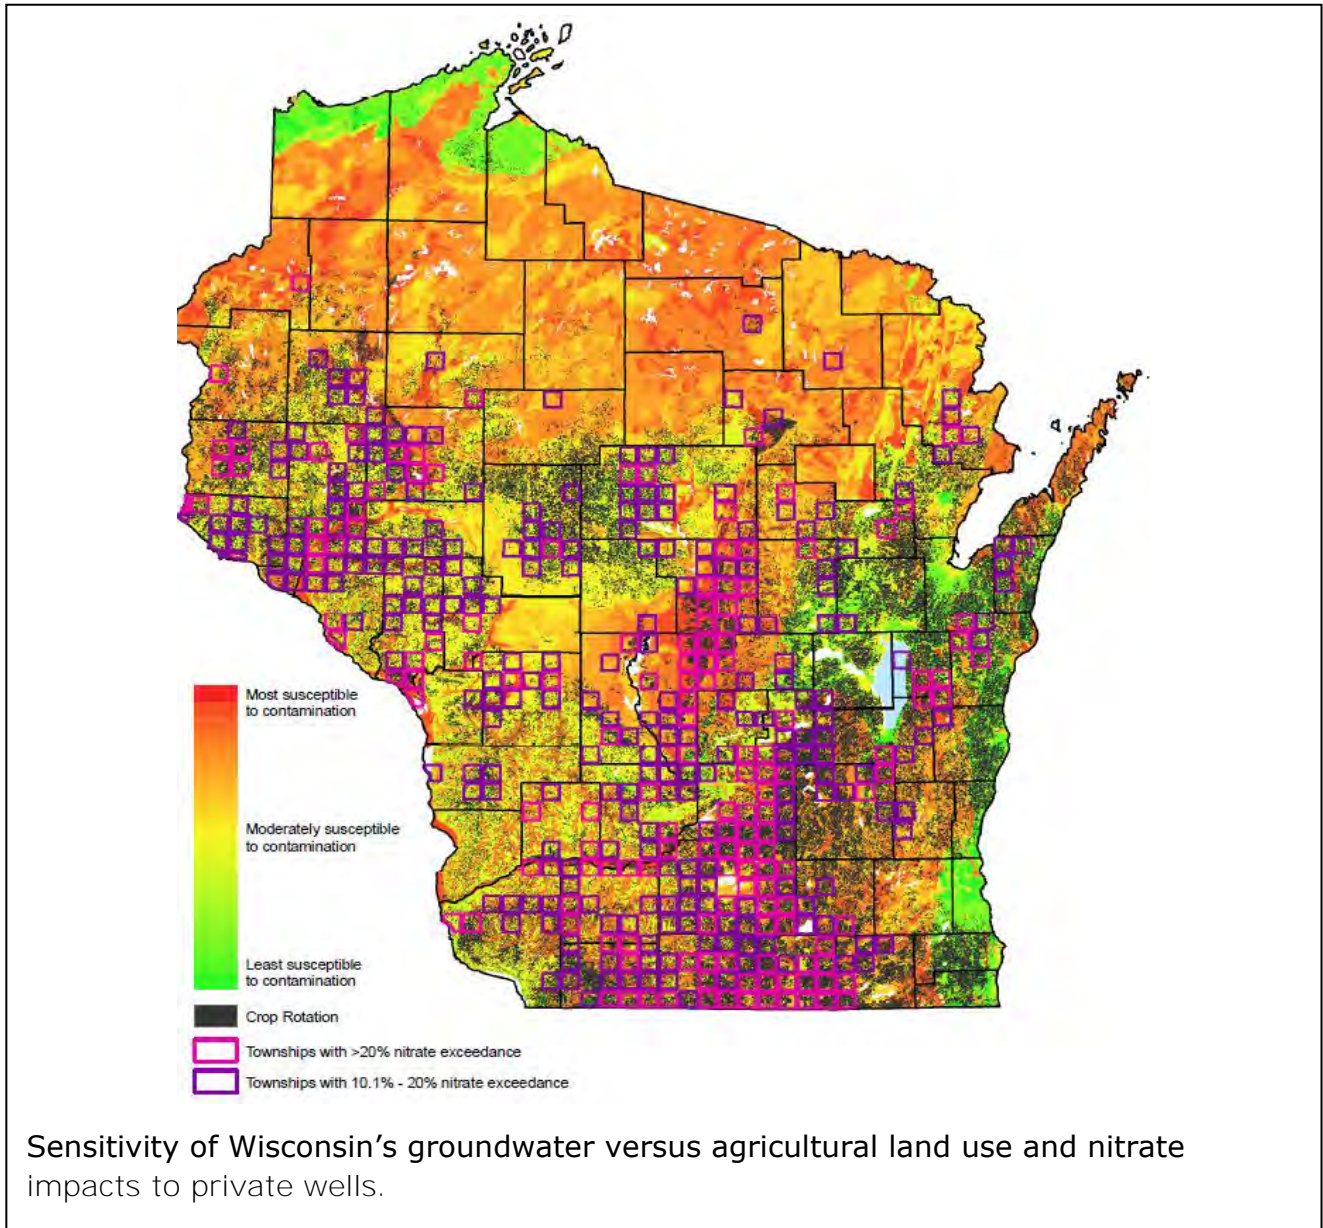 Most susceptible
to contamination
Moderately susceptible
to contamination
Least susceptible
to contamination
Crop Rotation
Townships with >20% nitrate exceedance
Townships with 10.1% - 20% nitrate exceedance
Sensitivity of Wisconsin’s groundwater versus agricultural land use and nitrate
impacts to private wells.